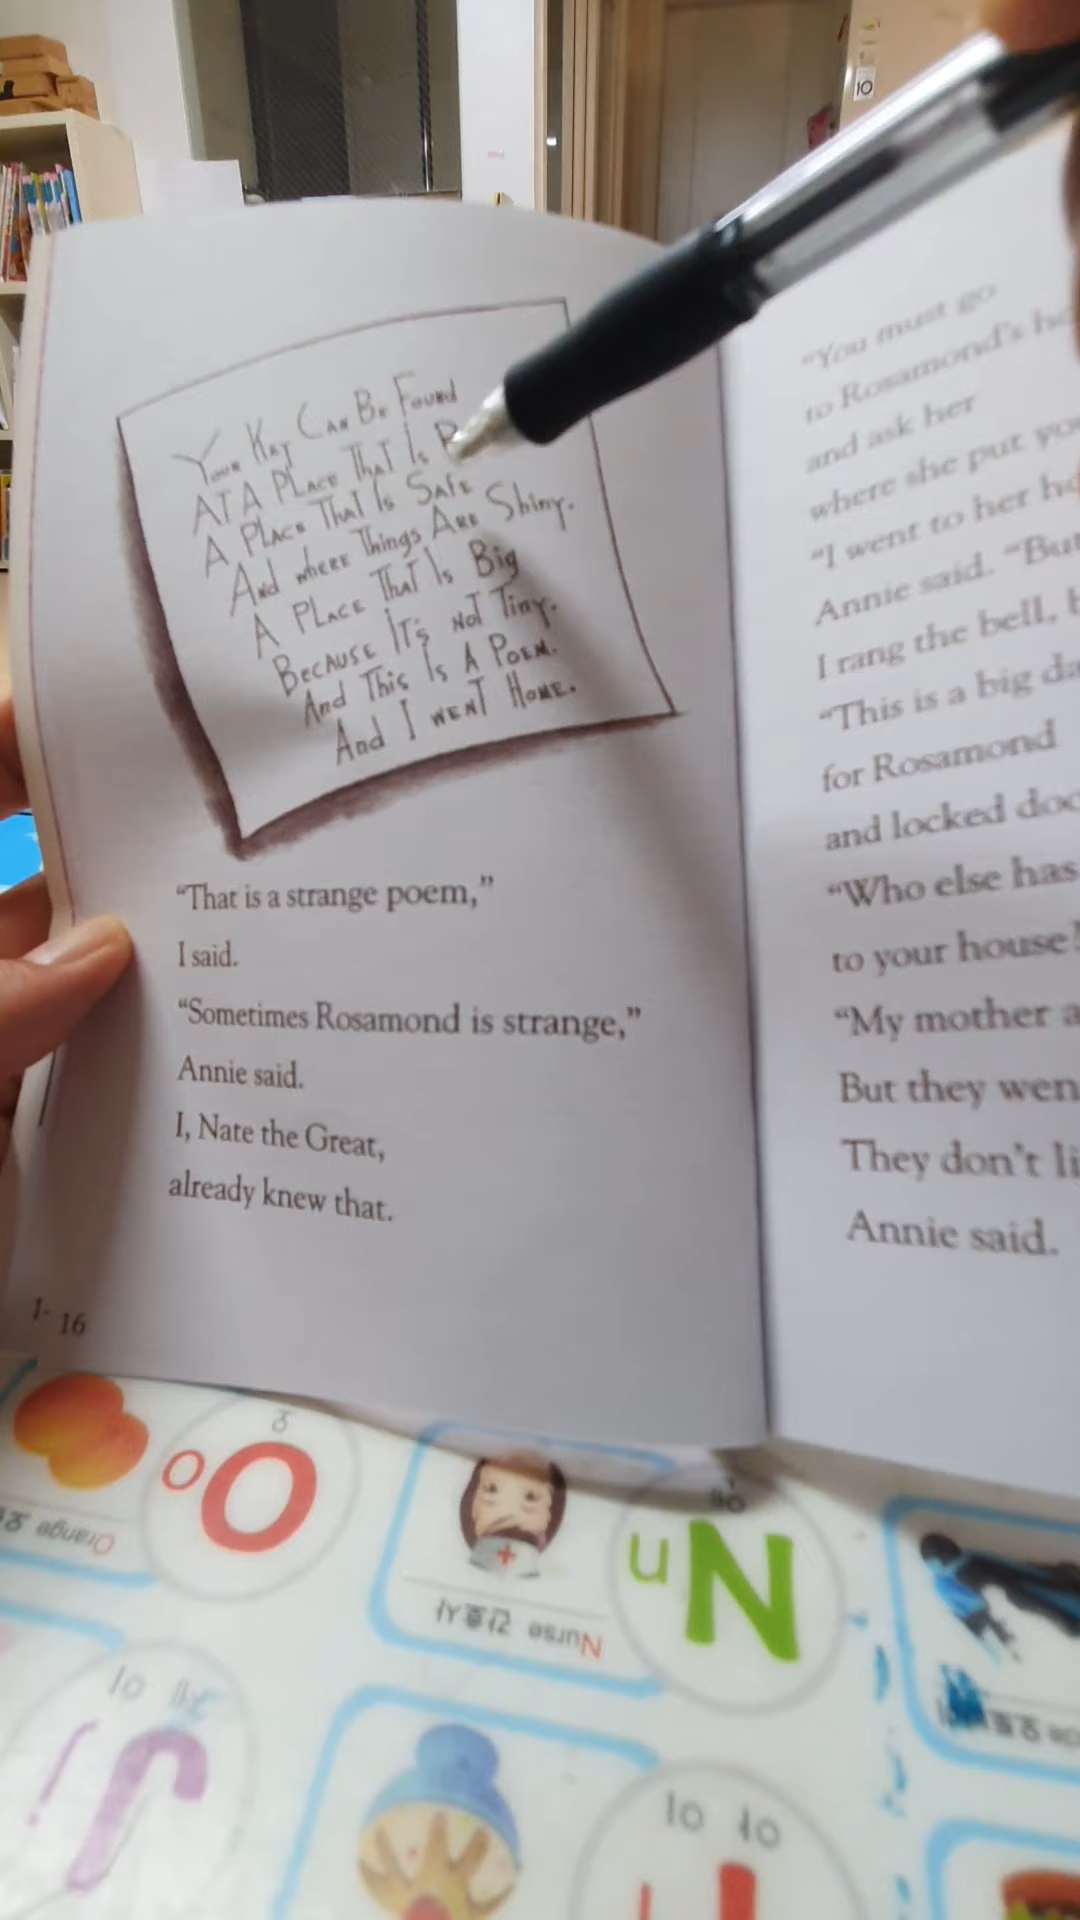 Your Key Can Be Found
At A Place That Is
A Place That Is Safe
And where Things Are Shiny.
A Place That Is Big
Because It's not Tiny.
And This Is A Poem.
And I went Home.
"That is a strange poem,"
I said.
"Sometimes Rosamond is strange,"
Annie said.
I, Nate the Great,
already knew that.
16
"You must go
to Rosamond's
and ask her
where she put
"I went to her
Annie said. "But
I rang the bell,
"This is a big
for Rosamond
and locked
"Who else has
to your house?
"My mother
But they
They don't
Annie said.
10
Orange
O o
Nurse 간호사
N n
J j